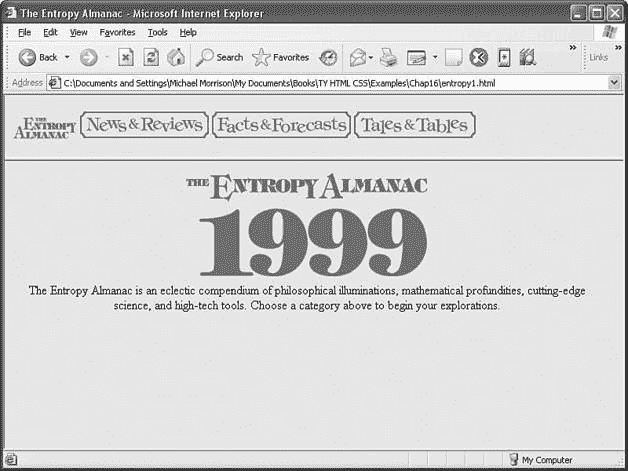 The Entropy Almanac - Microsoft Internet Explorer
File Edit View Favorites Tools Help
Back Search Favorites » » Links
Address C:\Documents and Settings\Michael Morrison\My Documents\Books\TY HTML CSS\Examples\Chap16\entropy1.html
THE ENTROPY ALMANAC News & Reviews Facts & Forecasts Tales & Tables
THE ENTROPY ALMANAC
1999
The Entropy Almanac is an eclectic compendium of philosophical illuminations, mathematical profundities, cutting-edge
science, and high-tech tools. Choose a category above to begin your explorations.
My Computer